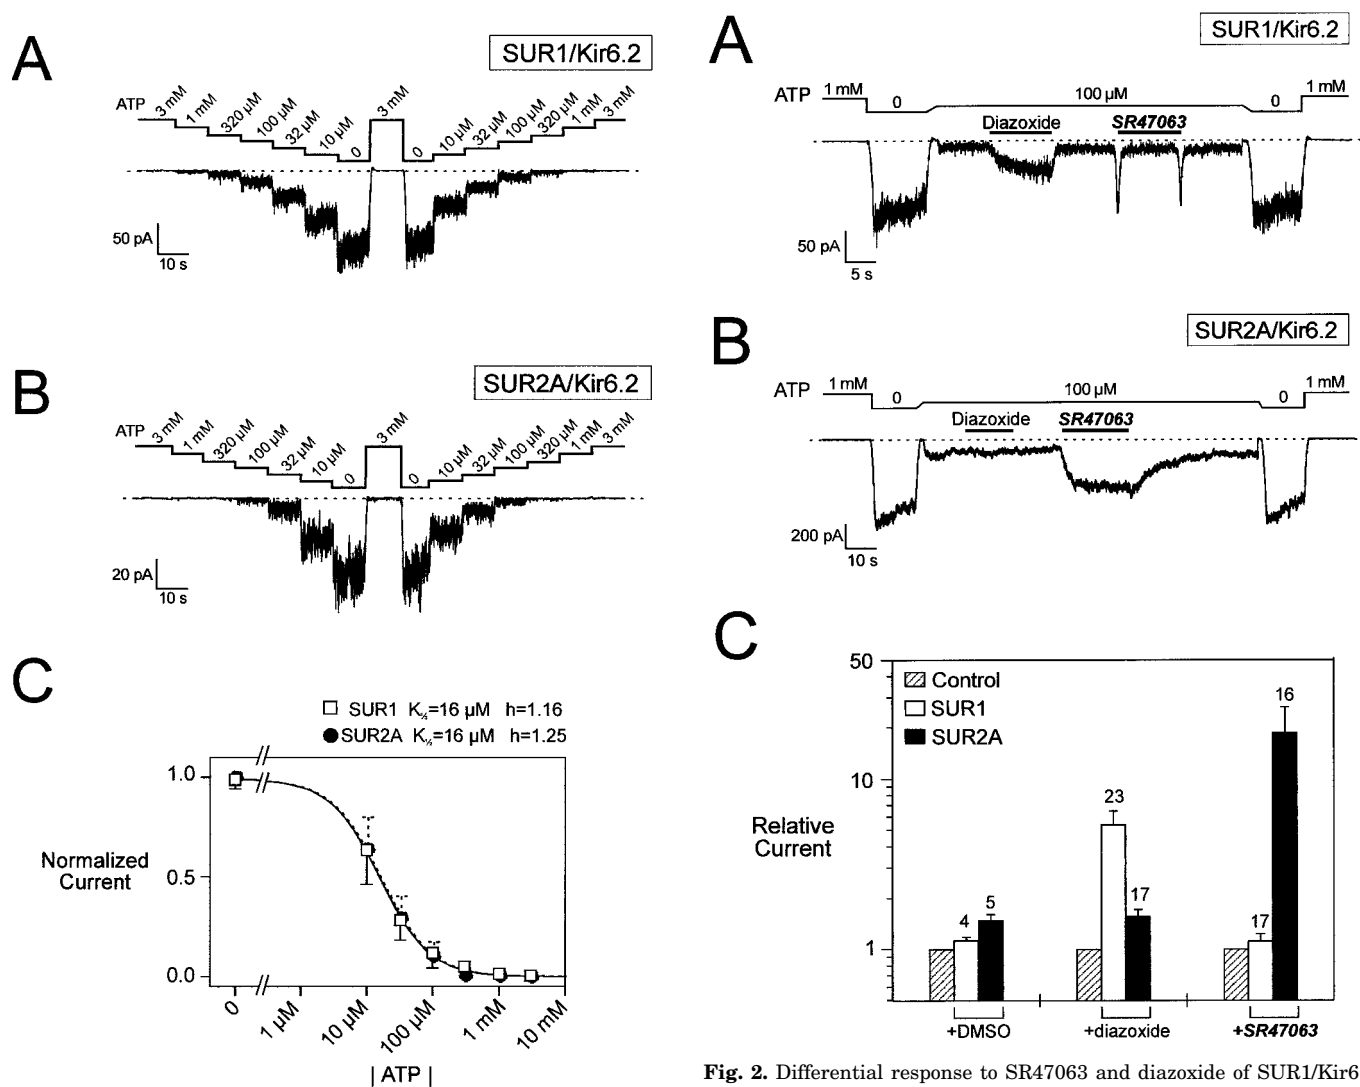 A
SUR1/Kir6.2
ATP
3 mM
1 mM
320 µM
100 µM
32 µM
10 µM
0
3 mM
0
10 µM
32 µM
100 µM
320 µM
1 mM
3 mM
50 pA
10 s
B
SUR2A/Kir6.2
ATP
3 mM
1 mM
320 µM
100 µM
32 µM
10 µM
0
3 mM
0
10 µM
32 µM
100 µM
320 µM
1 mM
3 mM
20 pA
10 s
C
SUR1 K½=16 µM h=1.16
SUR2A K½=16 µM h=1.25
Normalized
Current
1.0
0.5
0.0
0
1 µM
10 µM
100 µM
1 mM
10 mM
| ATP |
A
SUR1/Kir6.2
ATP
1 mM
0
100 µM
0
1 mM
Diazoxide
SR47063
50 pA
5 s
B
SUR2A/Kir6.2
ATP
1 mM
0
100 µM
0
1 mM
Diazoxide
SR47063
200 pA
10 s
C
50
10
1
Relative
Current
Control
SUR1
SUR2A
4
5
23
17
17
16
+DMSO
+diazoxide
+SR47063
Fig. 2. Differential response to SR47063 and diazoxide of SUR1/Kir6